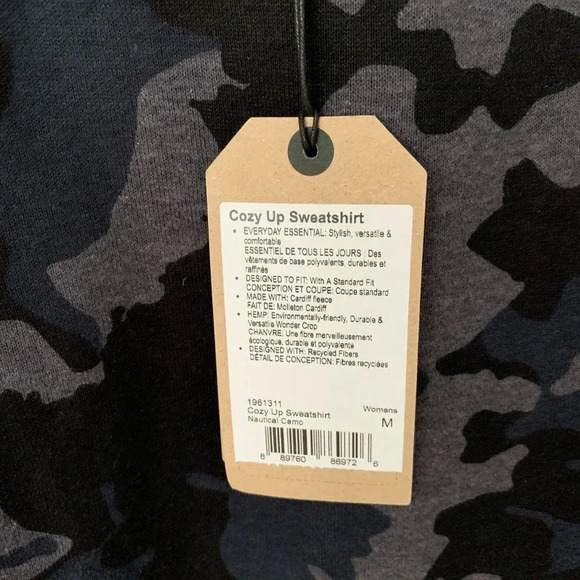 Cozy Up Sweatshirt
• EVERYDAY ESSENTIAL: Stylish, versatile &
comfortable
ESSENTIEL DE TOUS LES JOURS : Des
vêtements de base polyvalents, durables et
raffinés
• DESIGNED TO FIT: With A Standard Fit
CONCEPTION ET COUPE: Coupe standard
• MADE WITH: Cardiff fleece
FAIT DE: Molleton Cardiff
• HEMP: Environmentally-friendly, Durable &
Versatile Wonder Crop
CHANVRE: Une fibre merveilleusement
écologique, durable et polyvalente
• DESIGNED WITH: Recycled Fibers
DÉTAIL DE CONCEPTION: Fibres recyclées
1961311
Cozy Up Sweatshirt Womens
Nautical Camo M
8 89760 86972 6